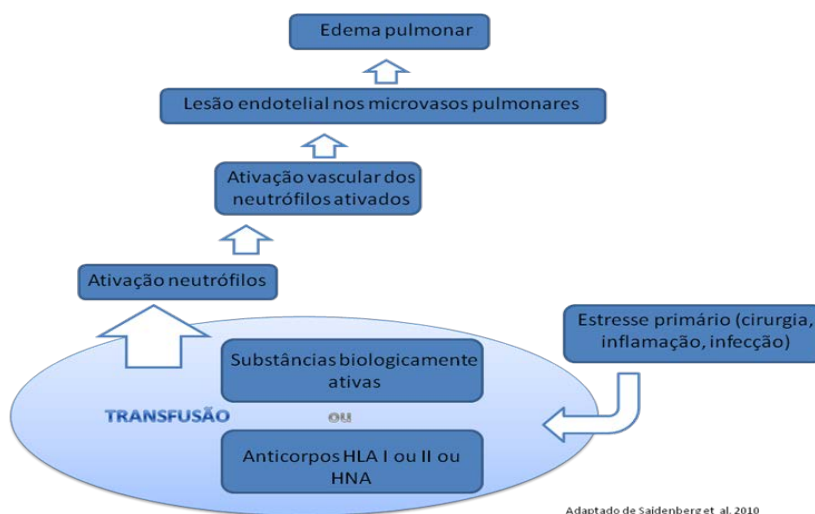 Edema pulmonar
Lesão endotelial nos microvasos pulmonares
Ativação vascular dos
neutrófilos ativados
Ativação neutrófilos
Estresse primário (cirurgia,
inflamação, infecção)
Substâncias biologicamente
ativas
TRANSFUSÃO
ou
Anticorpos HLA I ou II ou
HNA
Adaptado de Saidenberg et al. 2010